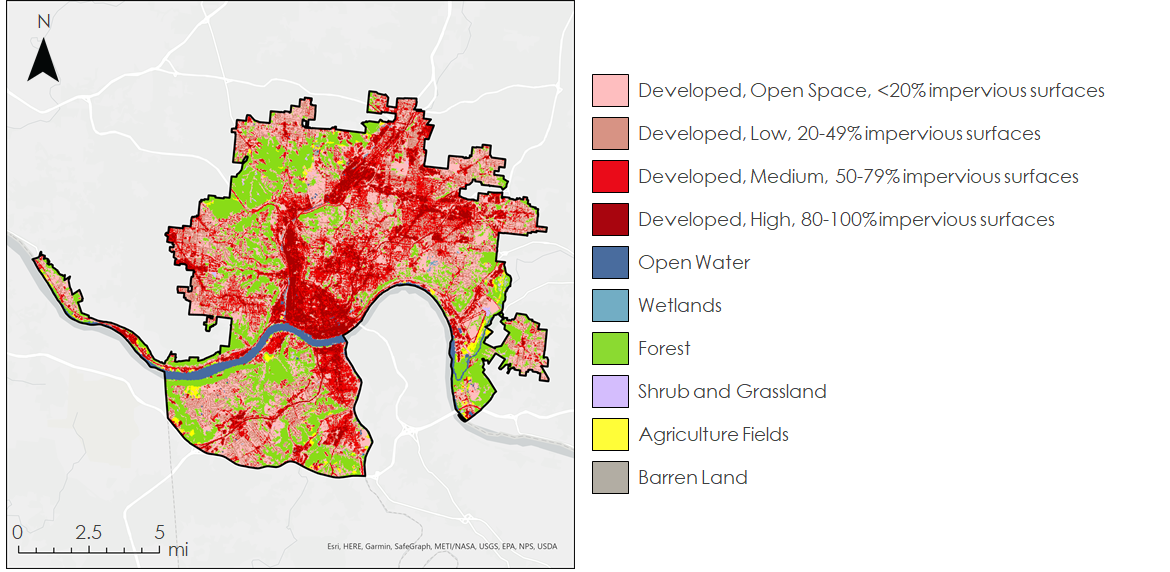 N
Developed, Open Space, <20% impervious surfaces
Developed, Low, 20-49% impervious surfaces
Developed, Medium, 50-79% impervious surfaces
Developed, High, 80-100% impervious surfaces
Open Water
Wetlands
Forest
Shrub and Grassland
Agriculture Fields
Barren Land
0 2.5 5
mi
Esri, HERE, Garmin, SafeGraph, METI/NASA, USGS, EPA, NPS, USDA